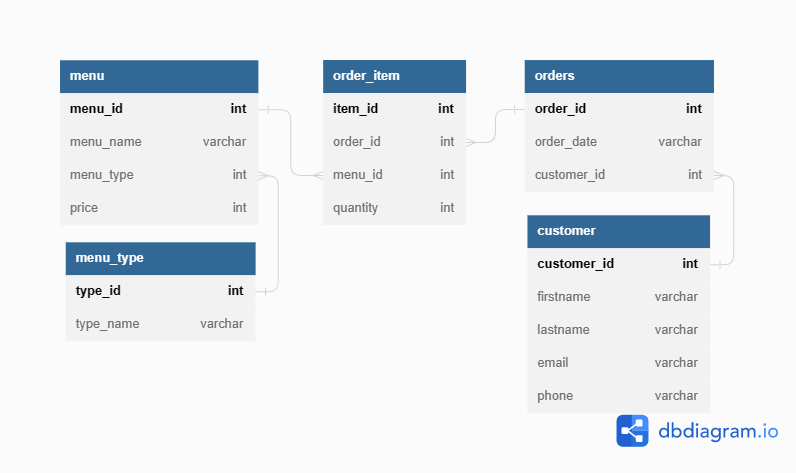 menu
menu_id int
menu_name varchar
menu_type int
price int
menu_type
type_id int
type_name varchar
order_item
item_id int
order_id int
menu_id int
quantity int
orders
order_id int
order_date varchar
customer_id int
customer
customer_id int
firstname varchar
lastname varchar
email varchar
phone varchar
dbdiagram.io